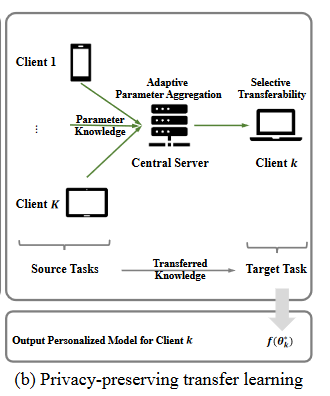 Client 1
Adaptive
Parameter Aggregation
Selective
Transferability
⋮
Parameter
Knowledge
Central Server
Client k
Client K
Source Tasks
Transferred
Knowledge
Target Task
Output Personalized Model for Client k
f(θ*k)
(b) Privacy-preserving transfer learning